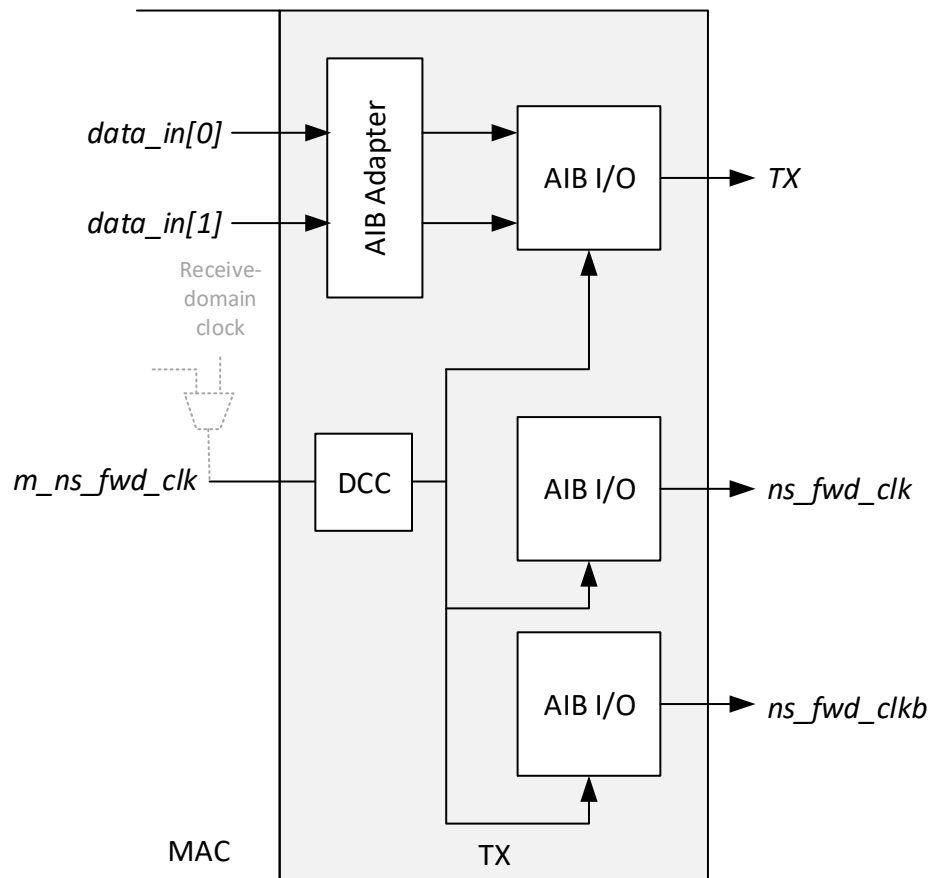 data_in[0]
AIB Adapter
AIB I/O
TX
data_in[1]
Receive-
domain
clock
m_ns_fwd_clk
DCC
AIB I/O
ns_fwd_clk
AIB I/O
ns_fwd_clkb
MAC
TX